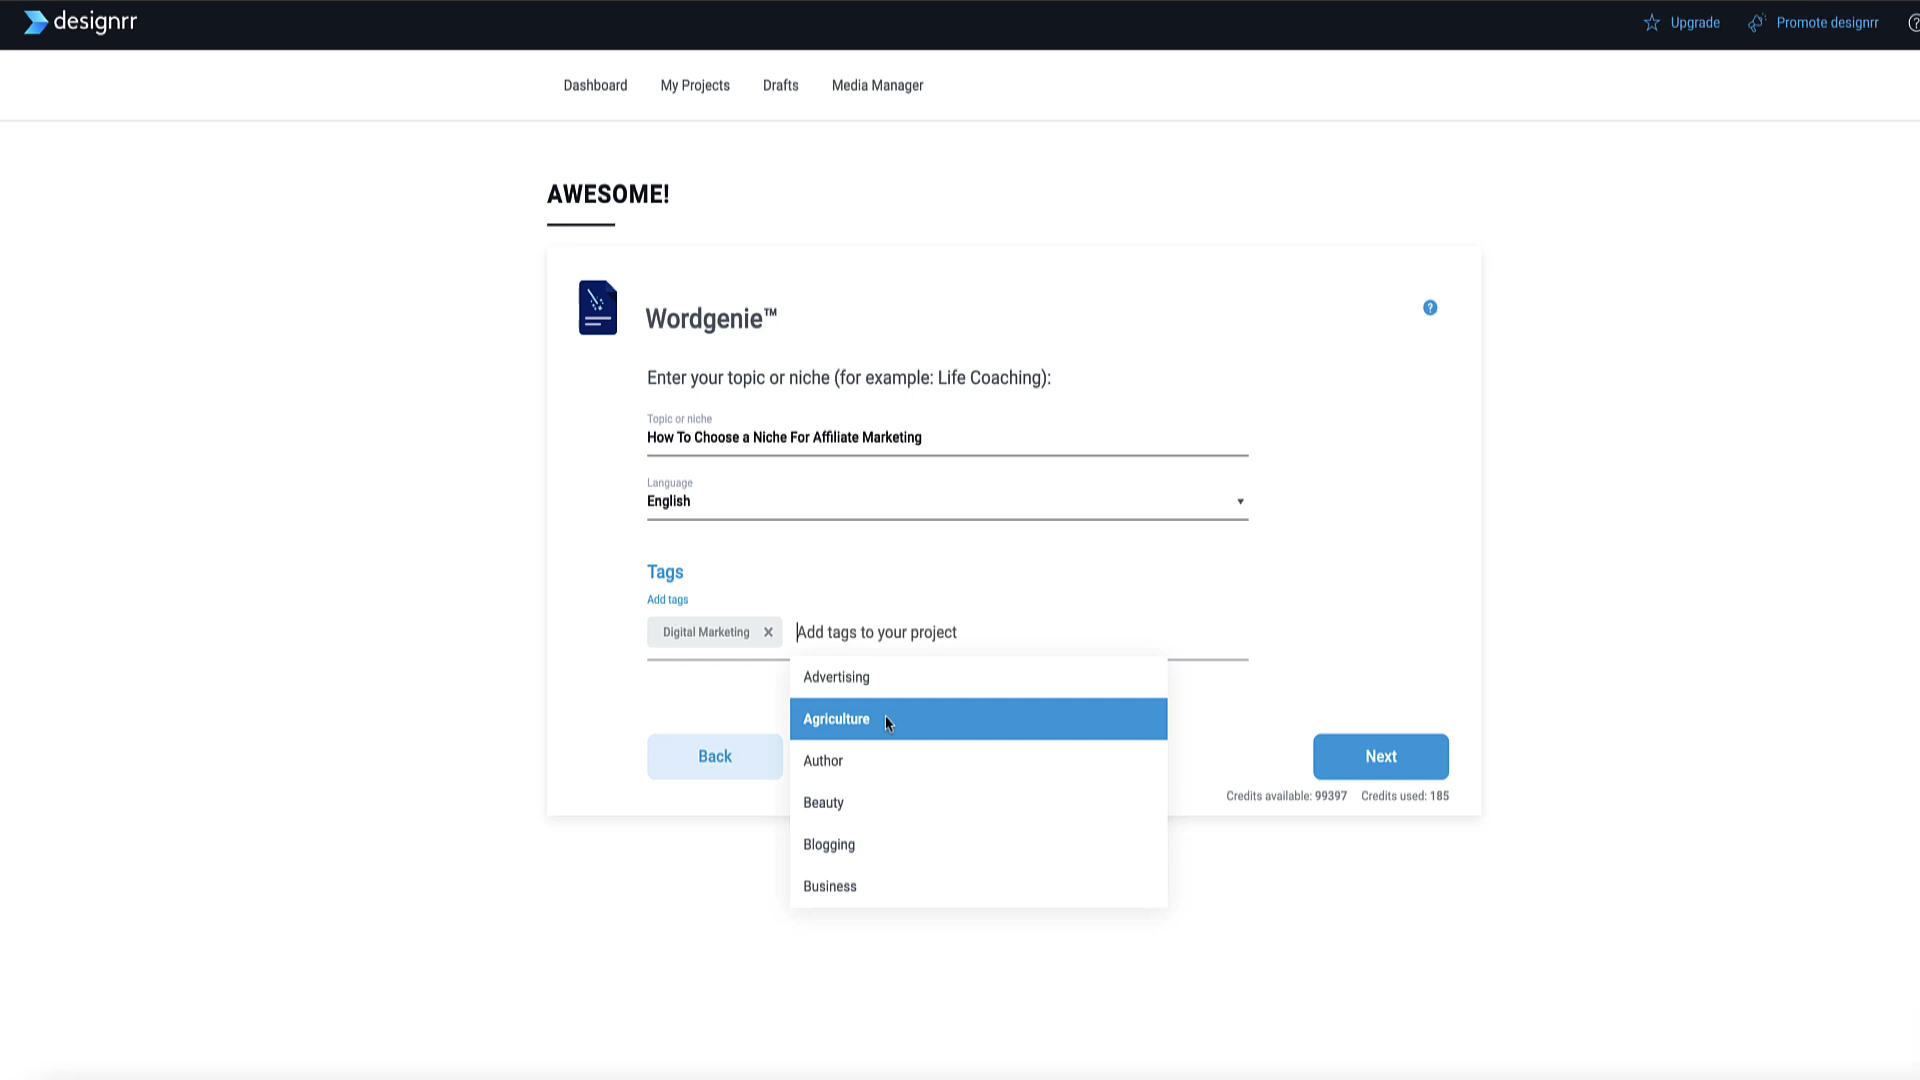 designrr
Upgrade
Promote designrr
?
Dashboard
My Projects
Drafts
Media Manager
AWESOME!
Wordgenie™
?
Enter your topic or niche (for example: Life Coaching):
Topic or niche
How To Choose a Niche For Affiliate Marketing
Language
English
Tags
Add tags
Digital Marketing
Add tags to your project
Advertising
Agriculture
Author
Beauty
Blogging
Business
Back
Next
Credits available: 99397 Credits used: 185